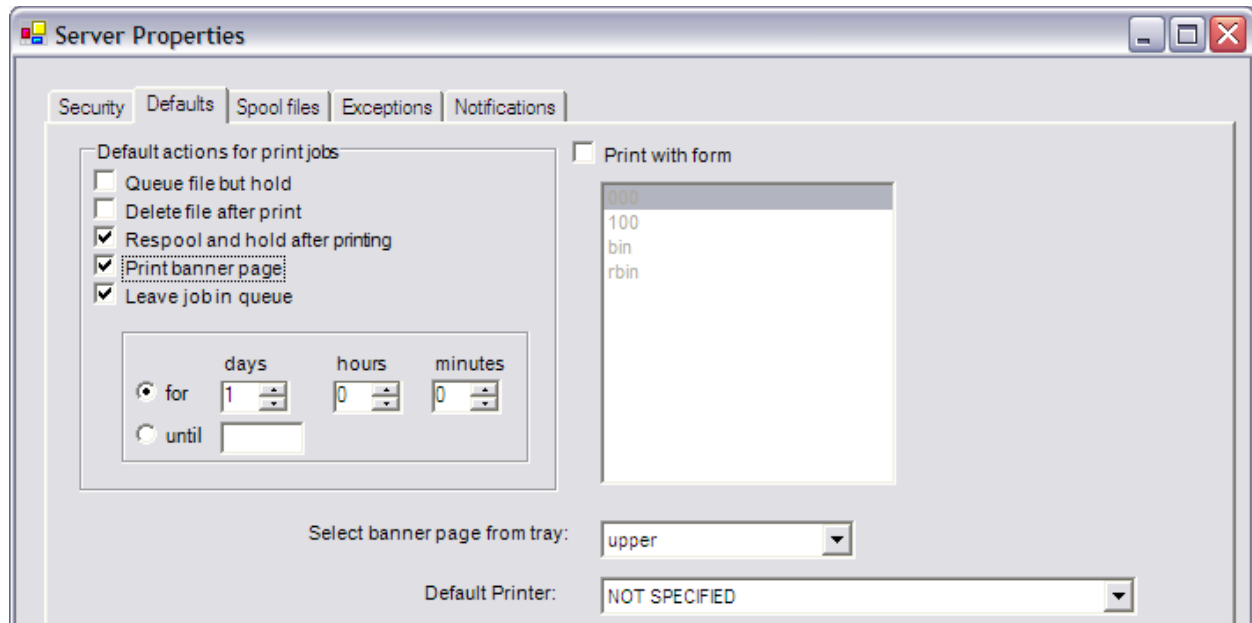 Server Properties
Security Defaults Spool files Exceptions Notifications
Default actions for print jobs
Queue file but hold
Delete file after print
Respool and hold after printing
Print banner page
Leave job in queue
days hours minutes
for 1 0 0
until
Print with form
000
100
bin
rbin
Select banner page from tray: upper
Default Printer: NOT SPECIFIED